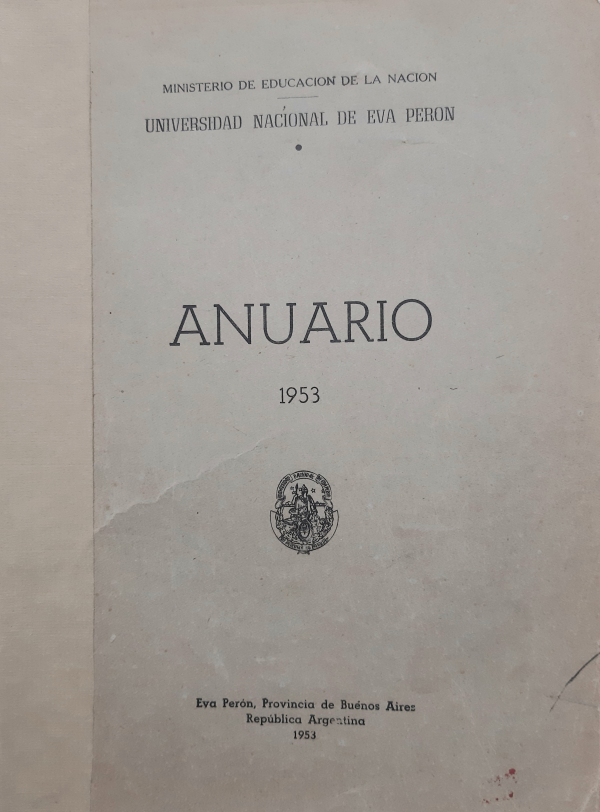 MINISTERIO DE EDUCACION DE LA NACION
UNIVERSIDAD NACIONAL DE EVA PERON
ANUARIO
1953
Eva Perón, Provincia de Buenos Aires
República Argentina
1953